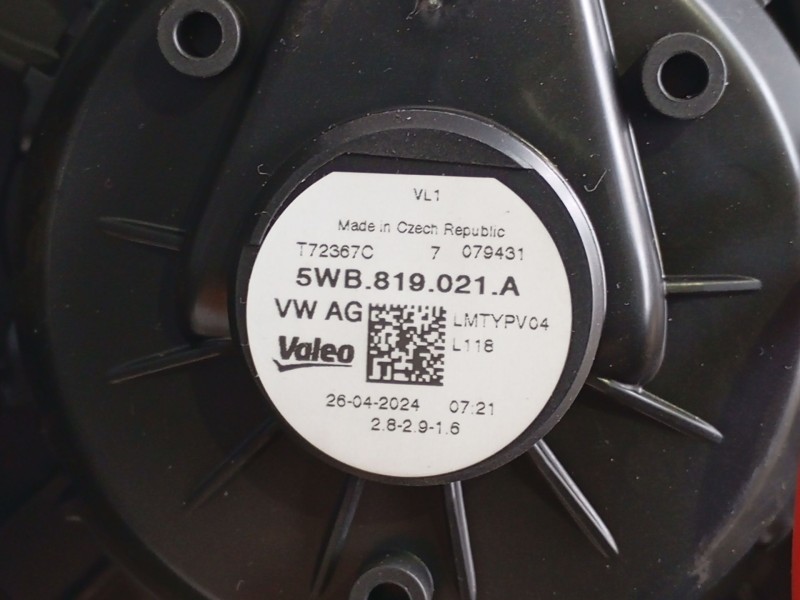 VL1
Made in Czech Republic
T72367C 7 079431
5WB.819.021.A
VW AG LMTYPV04
Valeo L118
26-04-2024 07:21
2.8-2.9-1.6